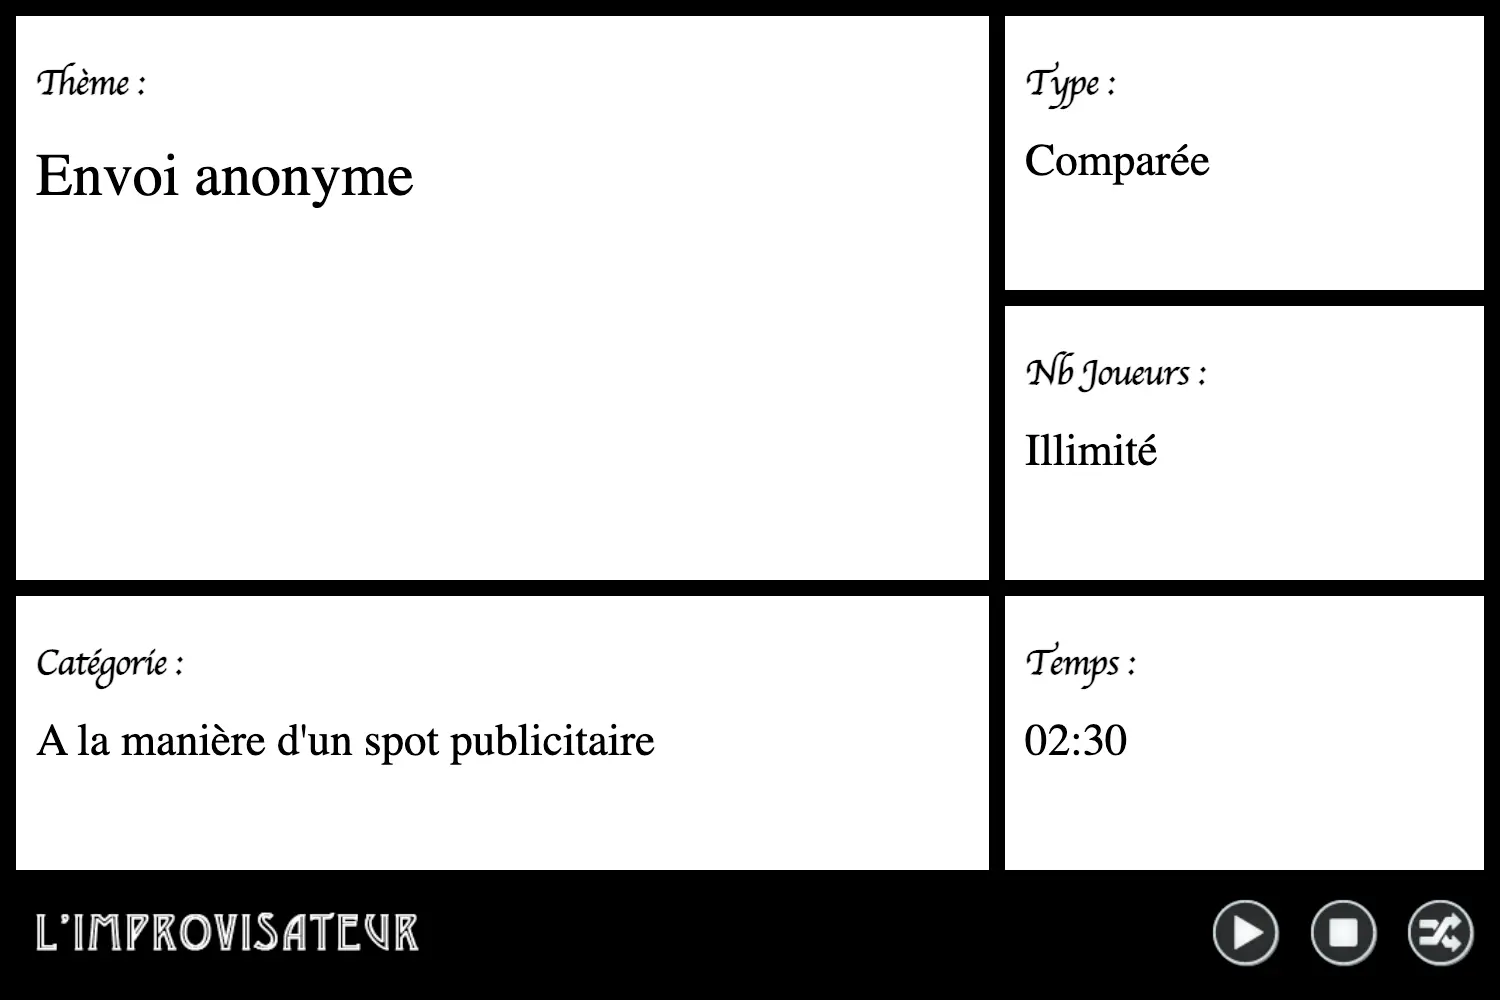 Thème :
Envoi anonyme
Type :
Comparée
Nb Joueurs :
Illimité
Catégorie :
A la manière d'un spot publicitaire
Temps :
02:30
L'IMPROVISATEUR